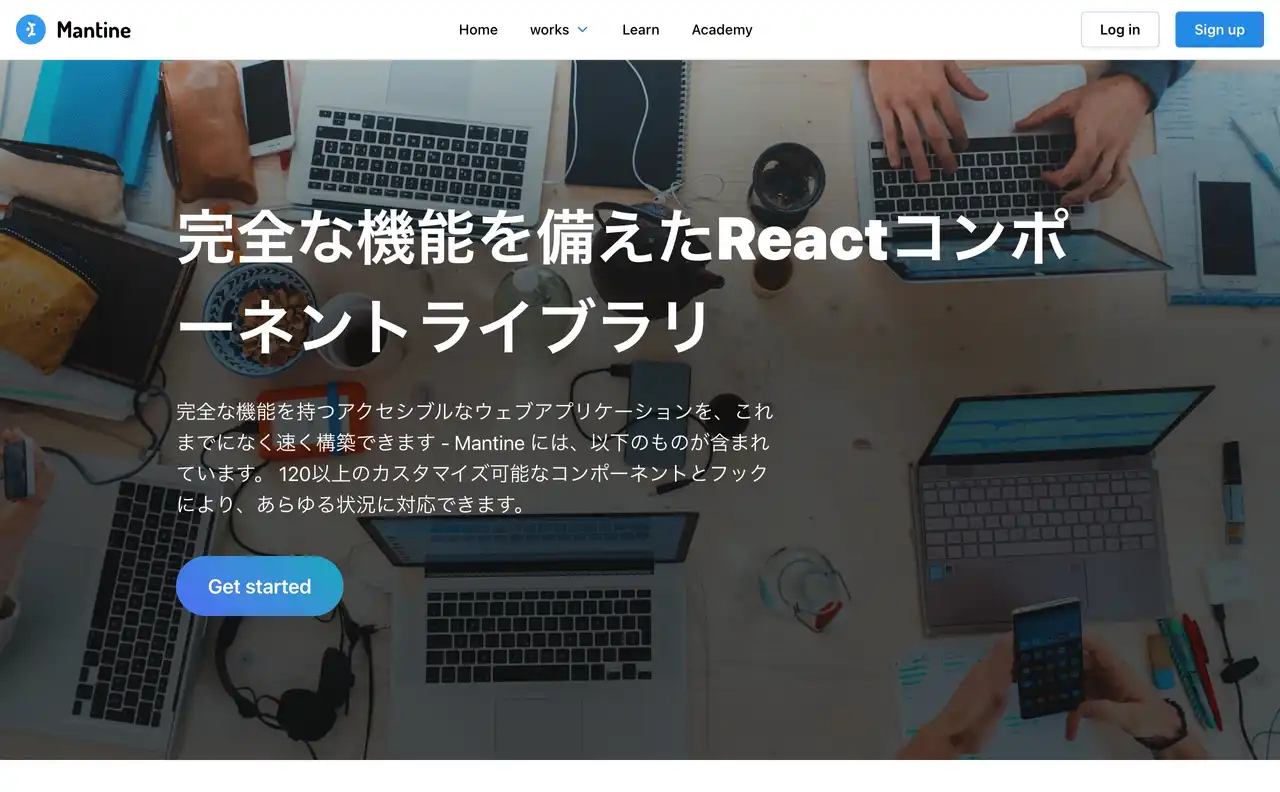 Mantine
Home works Learn Academy
Log in Sign up
完全な機能を備えたReactコンポ
ーネントライブラリ
完全な機能を持つアクセシブルなウェブアプリケーションを、これ
までになく速く構築できます - Mantine には、以下のものが含まれ
ています。 120以上のカスタマイズ可能なコンポーネントとフック
により、あらゆる状況に対応できます。
Get started